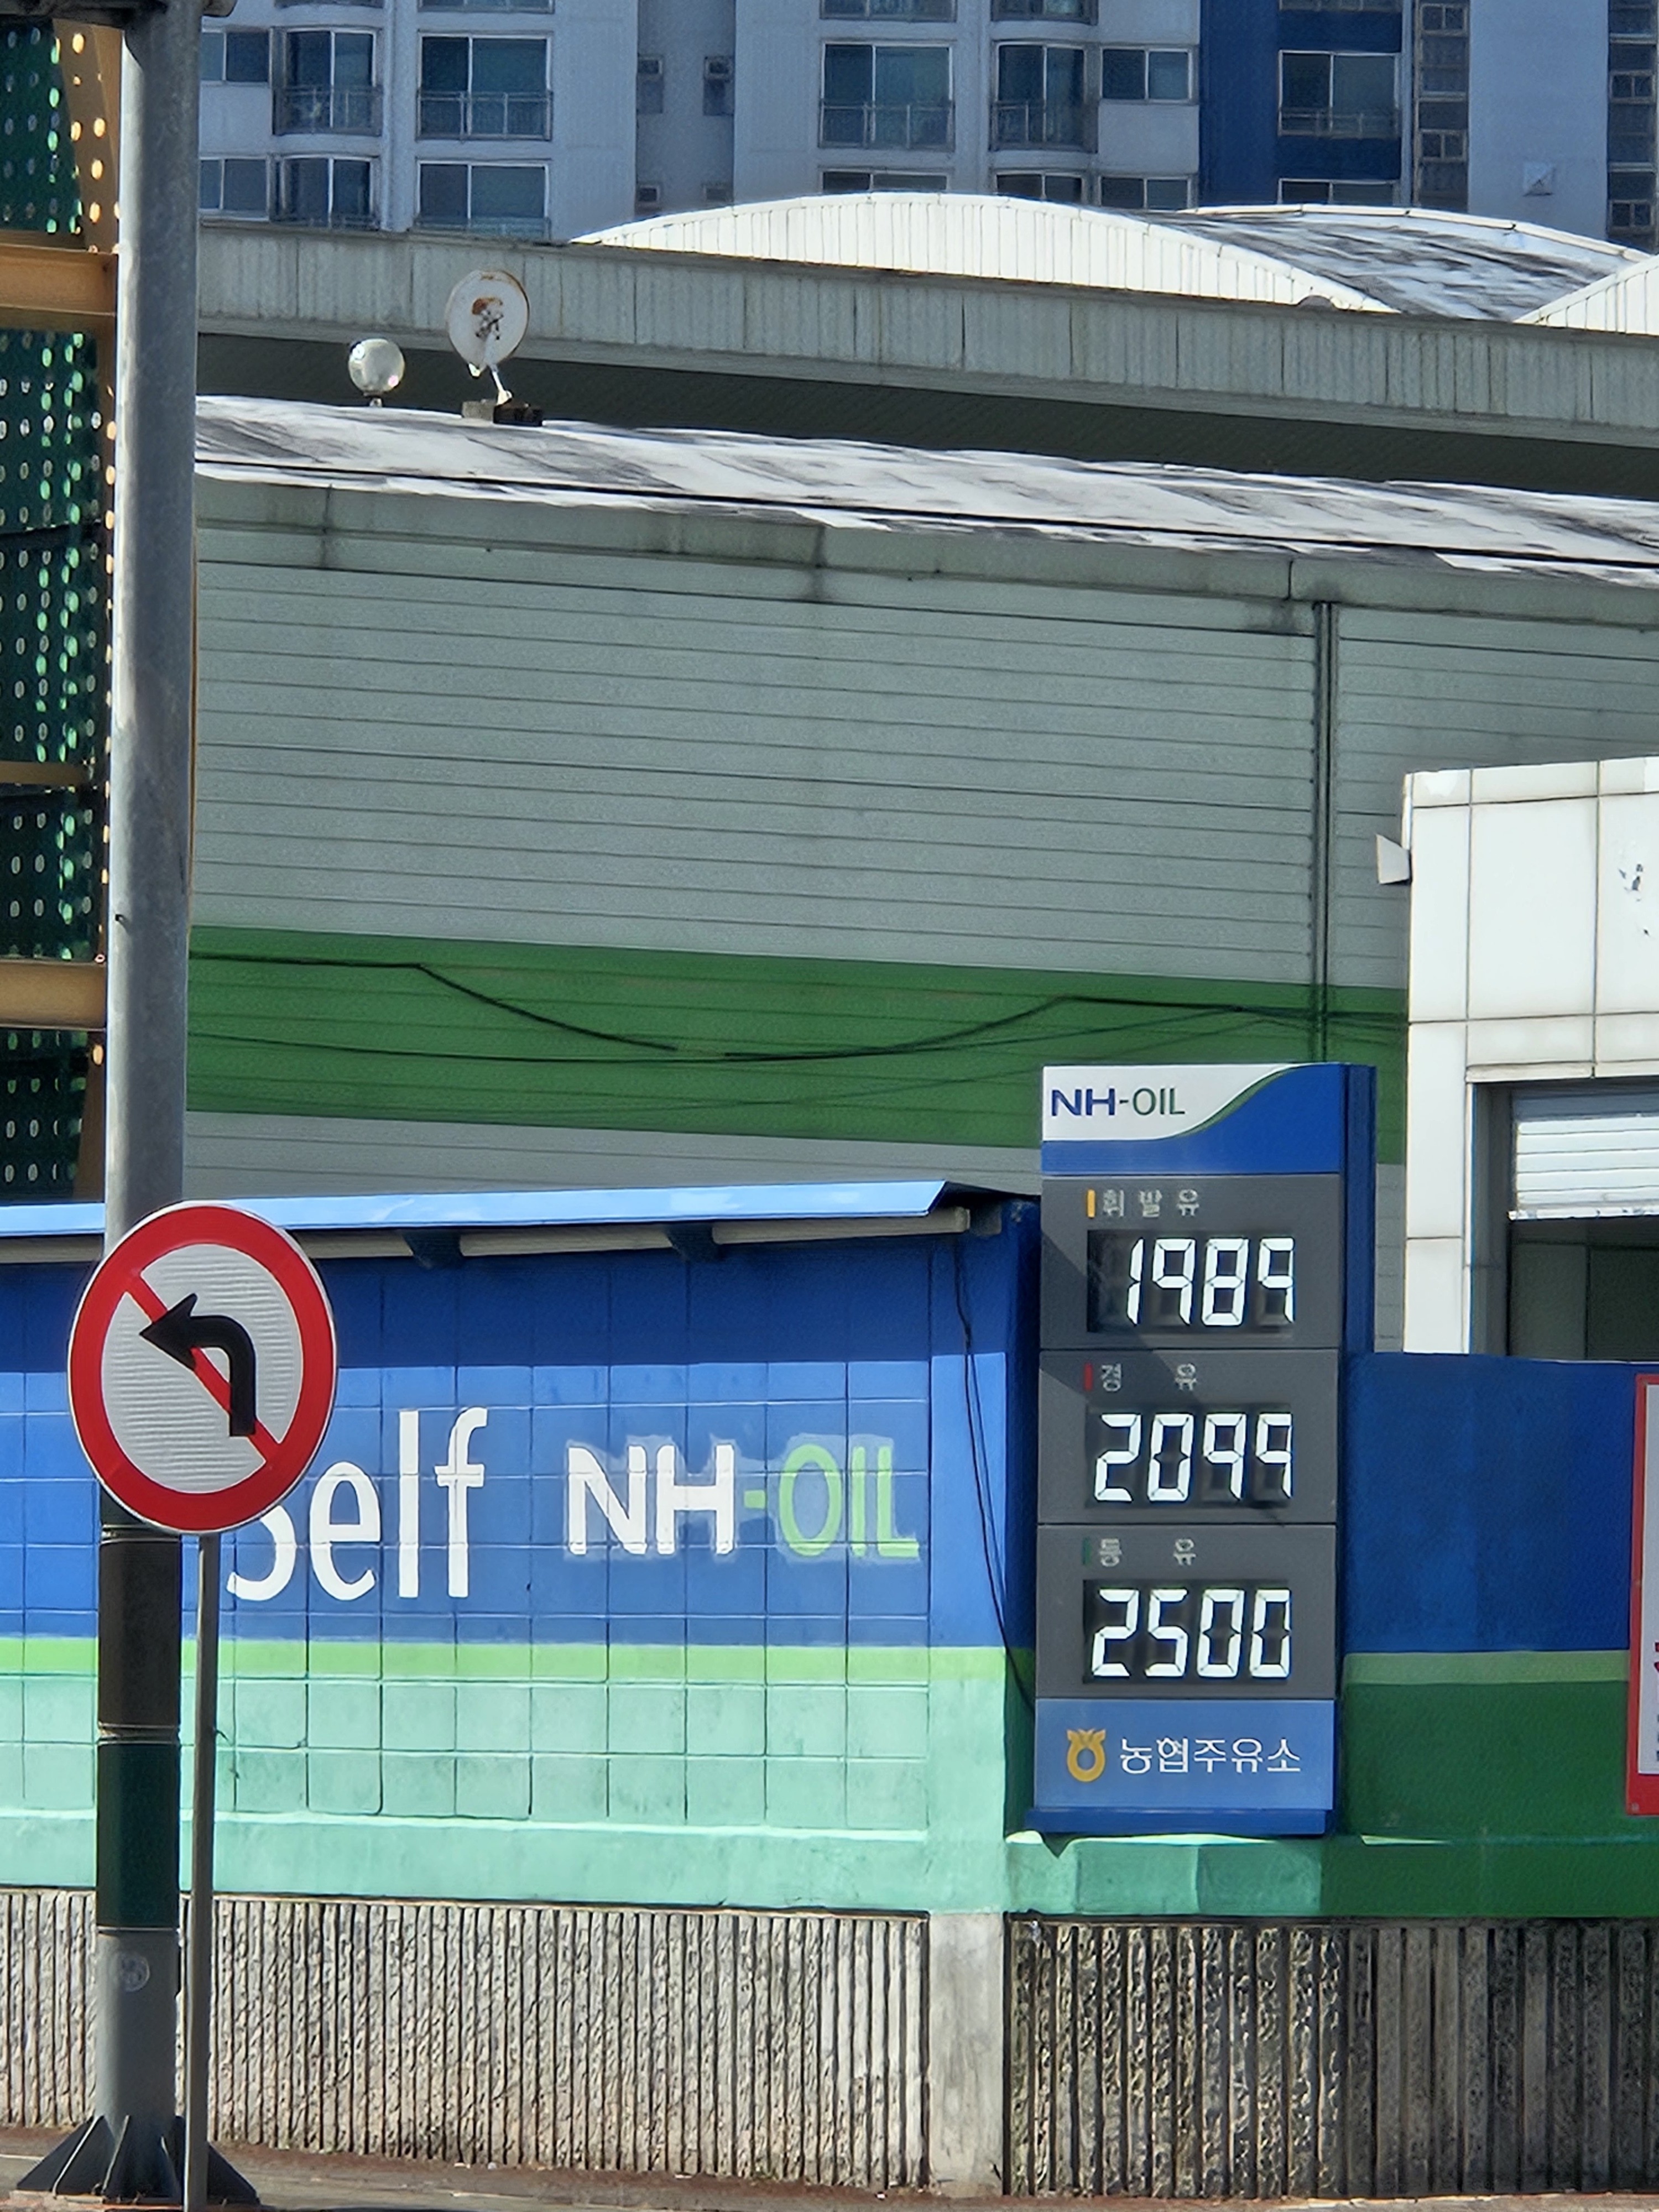 NH-OIL
휘발유
1989
경 유
2099
등 유
2500
농협주유소
Self NH-OIL